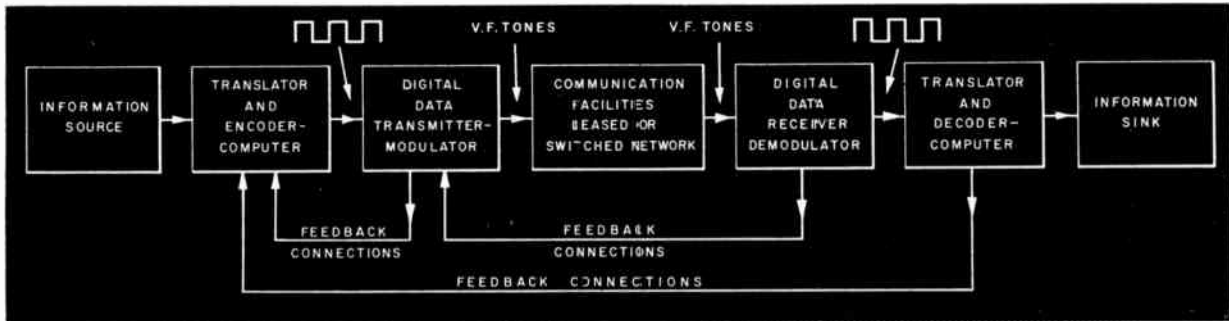 V.F. TONES
V.F. TONES
INFORMATION
SOURCE
TRANSLATOR
AND
ENCODER-
COMPUTER
DIGITAL
DATA
TRANSMITTER-
MODULATOR
COMMUNICATION
FACILITIES
LEASED OR
SWITCHED NETWORK
DIGITAL
DATA
RECEIVER
DEMODULATOR
TRANSLATOR
AND
DECODER-
COMPUTER
INFORMATION
SINK
FEEDBACK
CONNECTIONS
FEEDBACK
CONNECTIONS
FEEDBACK CONNECTIONS